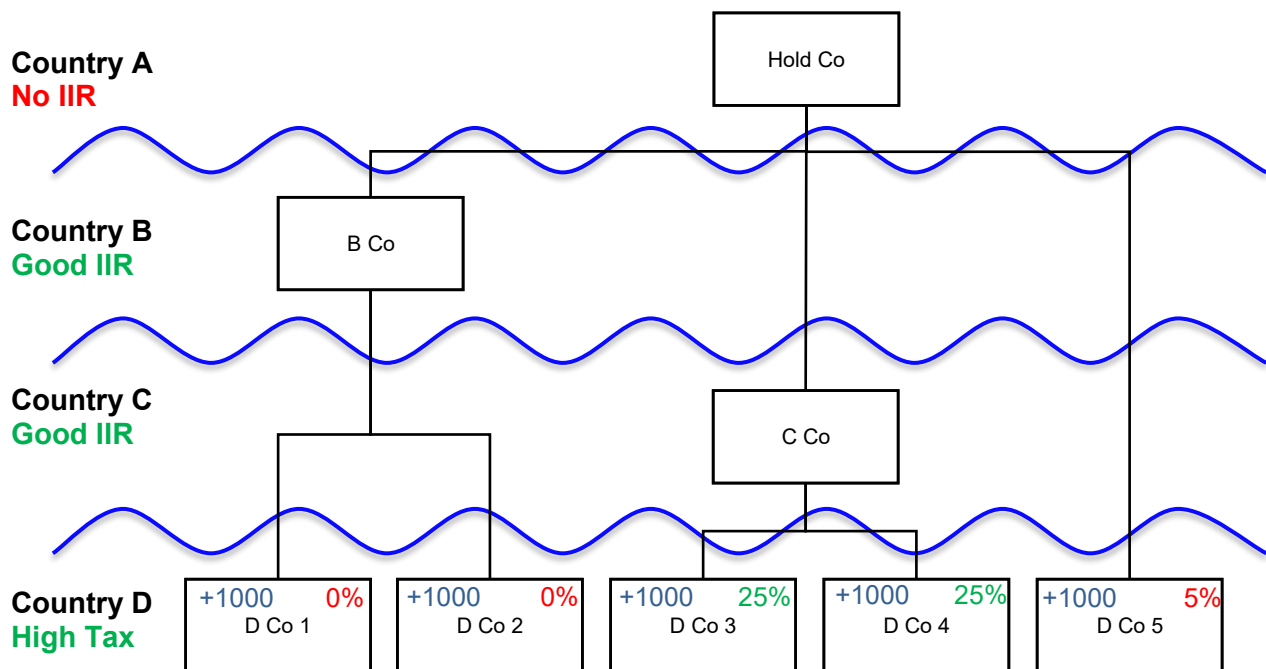 Country A
No IIR
Hold Co
Country B
Good IIR
B Co
Country C
Good IIR
C Co
Country D
High Tax
+1000 0%
D Co 1
+1000 0%
D Co 2
+1000 25%
D Co 3
+1000 25%
D Co 4
+1000 5%
D Co 5